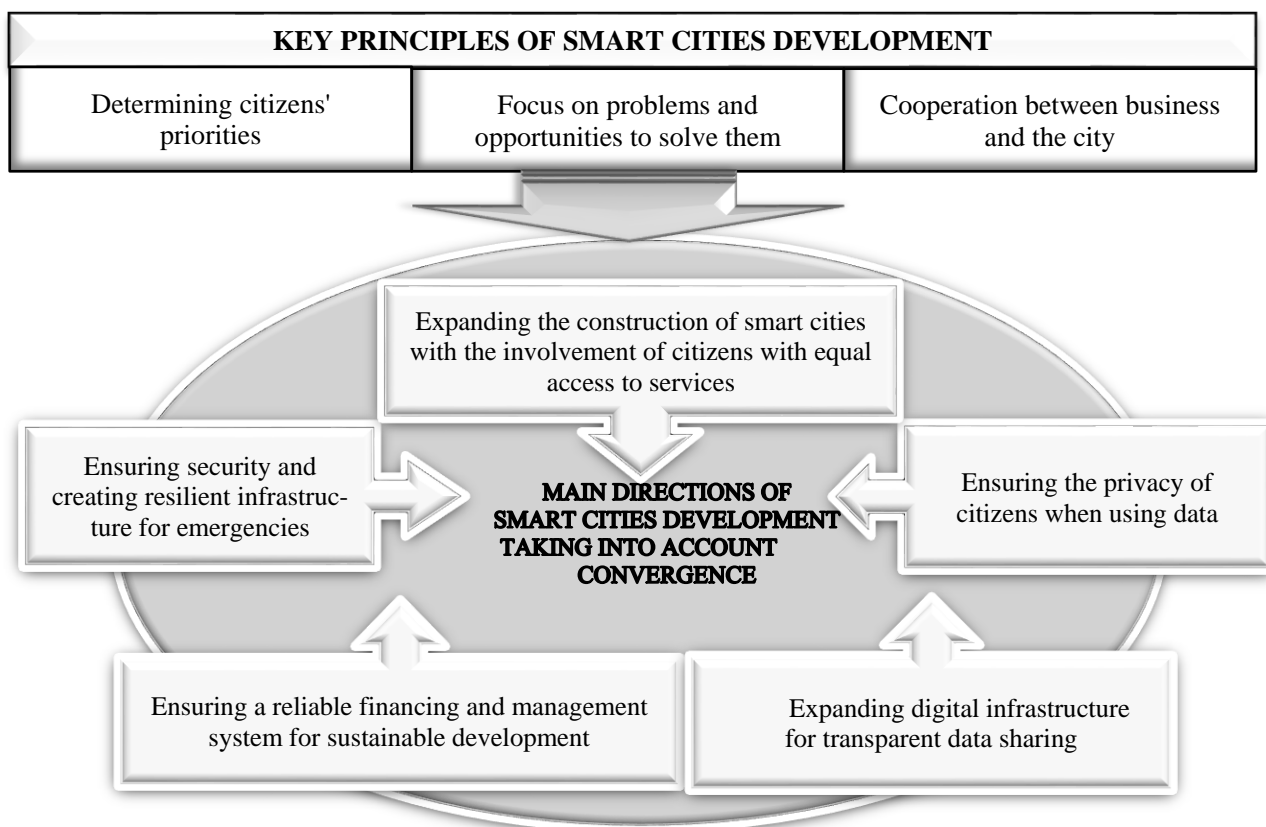 KEY PRINCIPLES OF SMART CITIES DEVELOPMENT
Determining citizens'
priorities
Focus on problems and
opportunities to solve them
Cooperation between business
and the city
Expanding the construction of smart cities
with the involvement of citizens with equal
access to services
Ensuring security and
creating resilient infrastruc-
ture for emergencies
MAIN DIRECTIONS OF
SMART CITIES DEVELOPMENT
TAKING INTO ACCOUNT
CONVERGENCE
Ensuring the privacy of
citizens when using data
Ensuring a reliable financing and management
system for sustainable development
Expanding digital infrastructure
for transparent data sharing